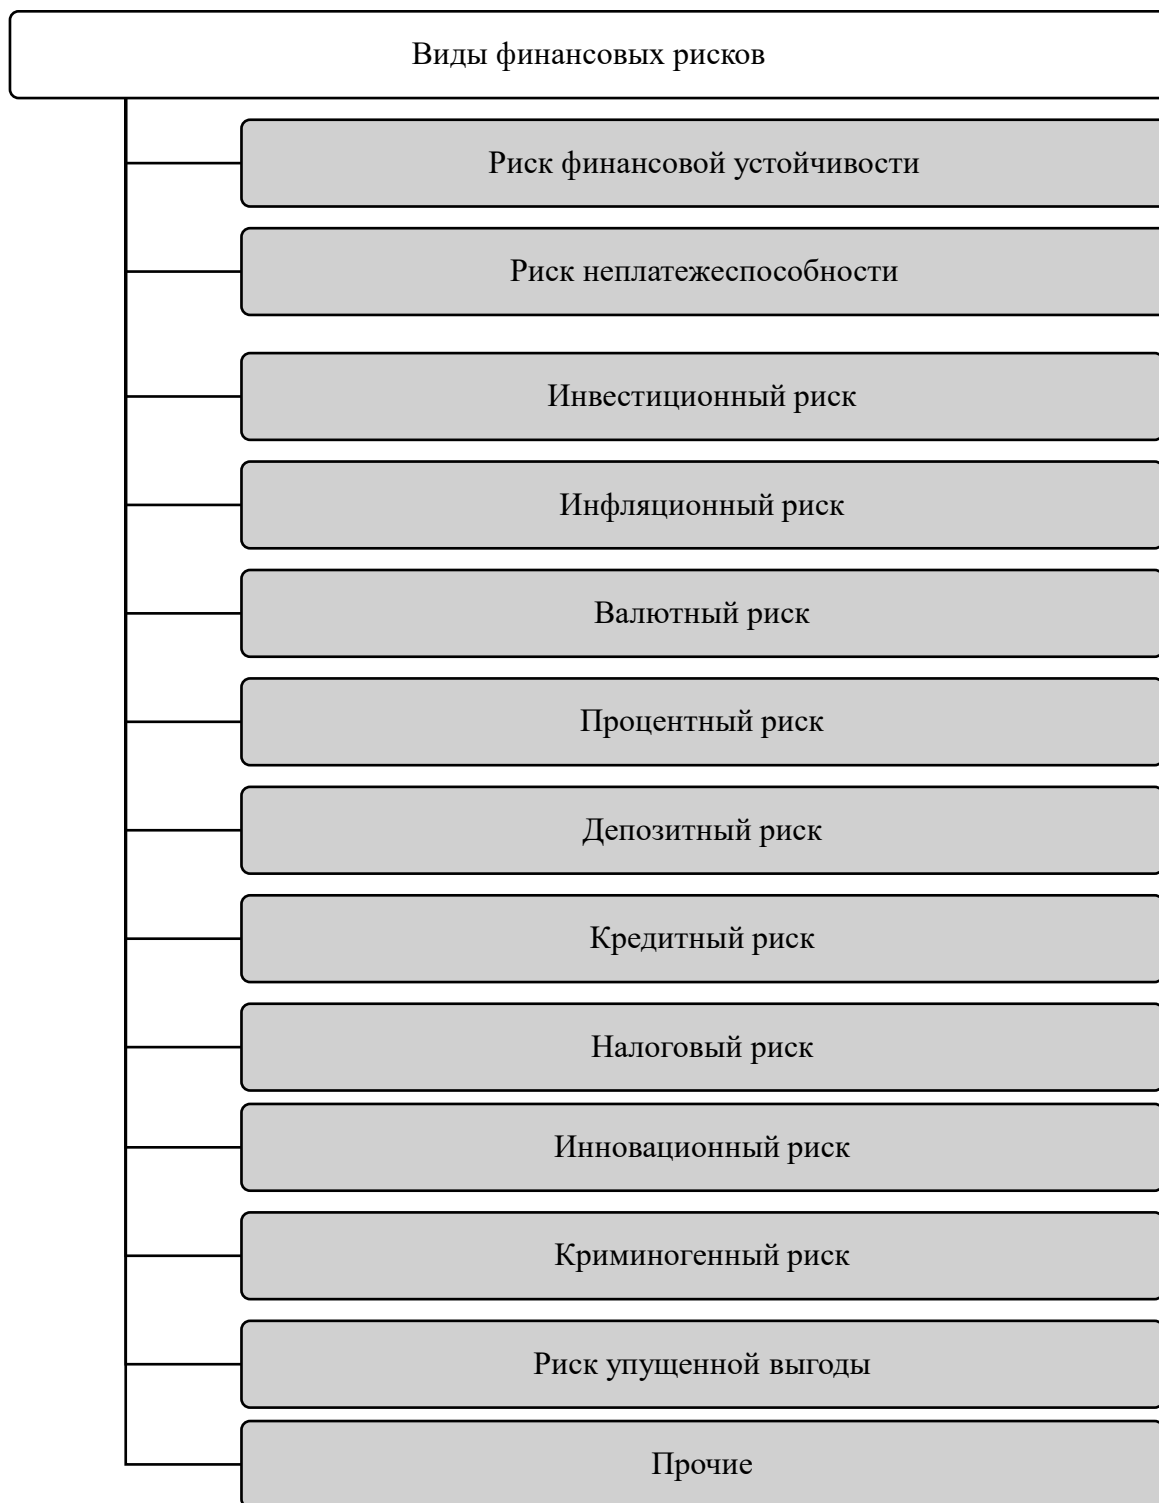 Виды финансовых рисков
Риск финансовой устойчивости
Риск неплатежеспособности
Инвестиционный риск
Инфляционный риск
Валютный риск
Процентный риск
Депозитный риск
Кредитный риск
Налоговый риск
Инновационный риск
Криминогенный риск
Риск упущенной выгоды
Прочие